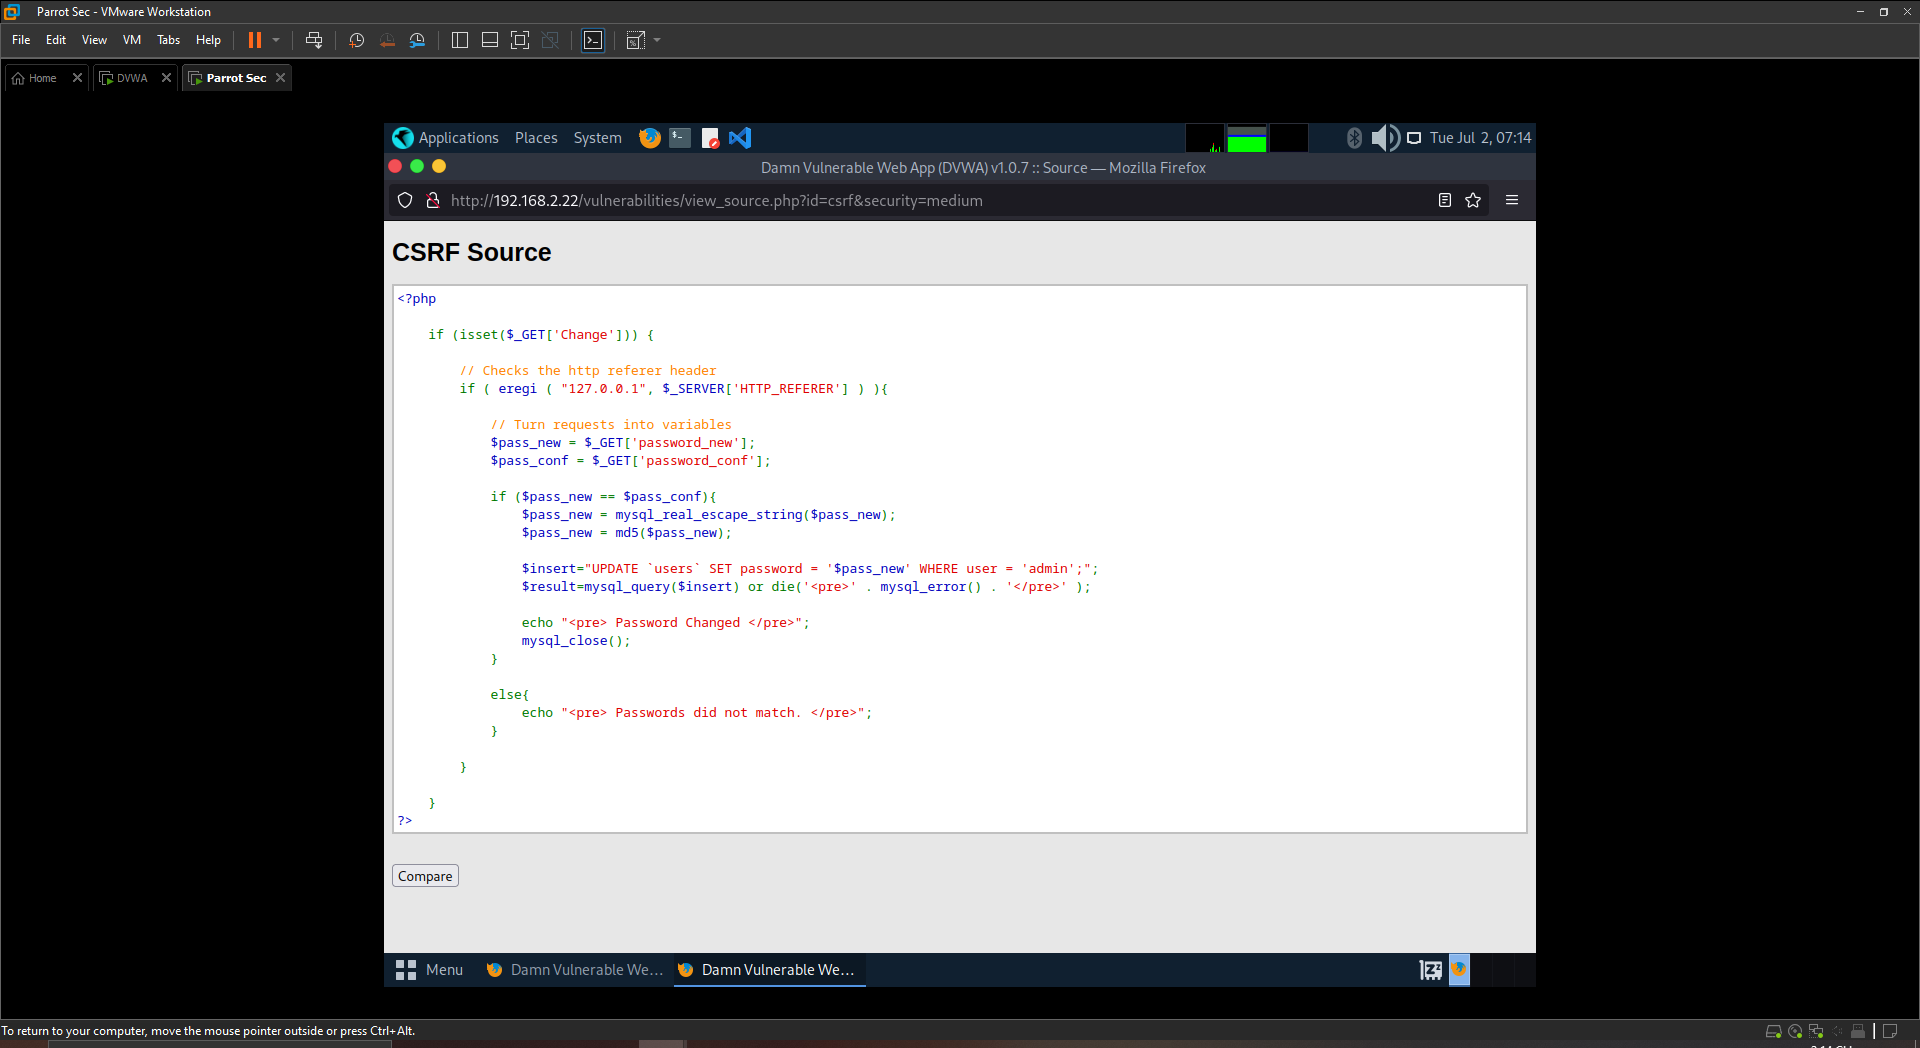 Parrot Sec - VMware Workstation
File Edit View VM Tabs Help
Home DVWA Parrot Sec
Applications Places System Tue Jul 2, 07:14
Damn Vulnerable Web App (DVWA) v1.0.7 :: Source — Mozilla Firefox
http://192.168.2.22/vulnerabilities/view_source.php?id=csrf&security=medium
CSRF Source
<?php
if (isset($_GET['Change'])) {
// Checks the http referer header
if ( eregi ( "127.0.0.1", $_SERVER['HTTP_REFERER'] ) ){
// Turn requests into variables
$pass_new = $_GET['password_new'];
$pass_conf = $_GET['password_conf'];
if ($pass_new == $pass_conf){
$pass_new = mysql_real_escape_string($pass_new);
$pass_new = md5($pass_new);
$insert="UPDATE `users` SET password = '$pass_new' WHERE user = 'admin';";
$result=mysql_query($insert) or die('<pre>' . mysql_error() . '</pre>' );
echo "<pre> Password Changed </pre>";
mysql_close();
}
else{
echo "<pre> Passwords did not match. </pre>";
}
}
}
?>
Compare
Menu Damn Vulnerable We... Damn Vulnerable We...
To return to your computer, move the mouse pointer outside or press Ctrl+Alt.